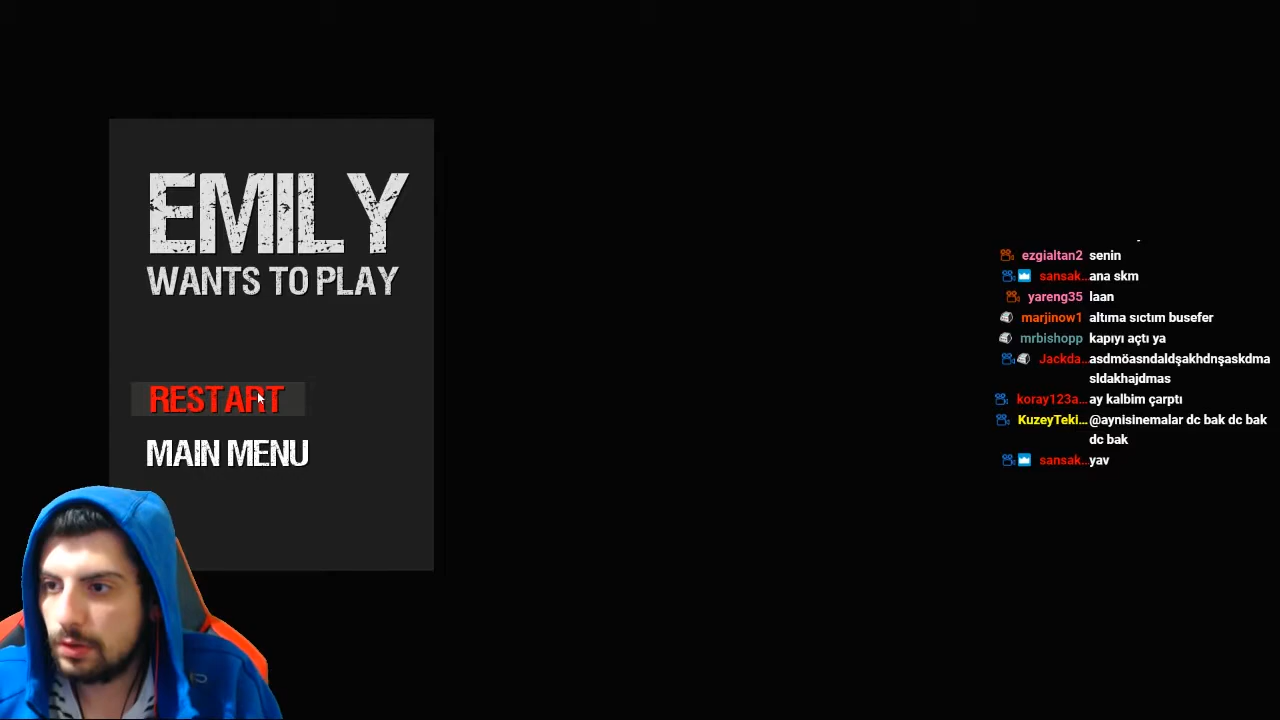 EMILY
WANTS TO PLAY
RESTART
MAIN MENU
ezgialtan2 senin
sansak.. ana skm
yareng35 laan
marjinow1 altıma sıctım busefer
mrbishopp kapıyı açtı ya
Jackda.. asdmöasndaldşakhdnşaskdma
sldakhajdmas
koray123a... ay kalbim çarptı
KuzeyTeki... @aynisinemalar dc bak dc bak
dc bak
sansak.. yav